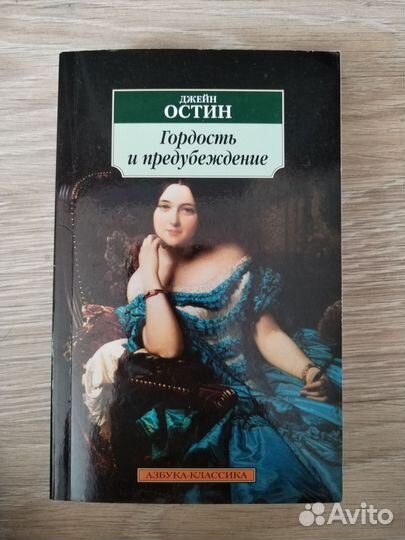 ДЖЕЙН
ОСТИН
Гордость
и предубеждение
АЗБУКА-КЛАССИКА
Avito